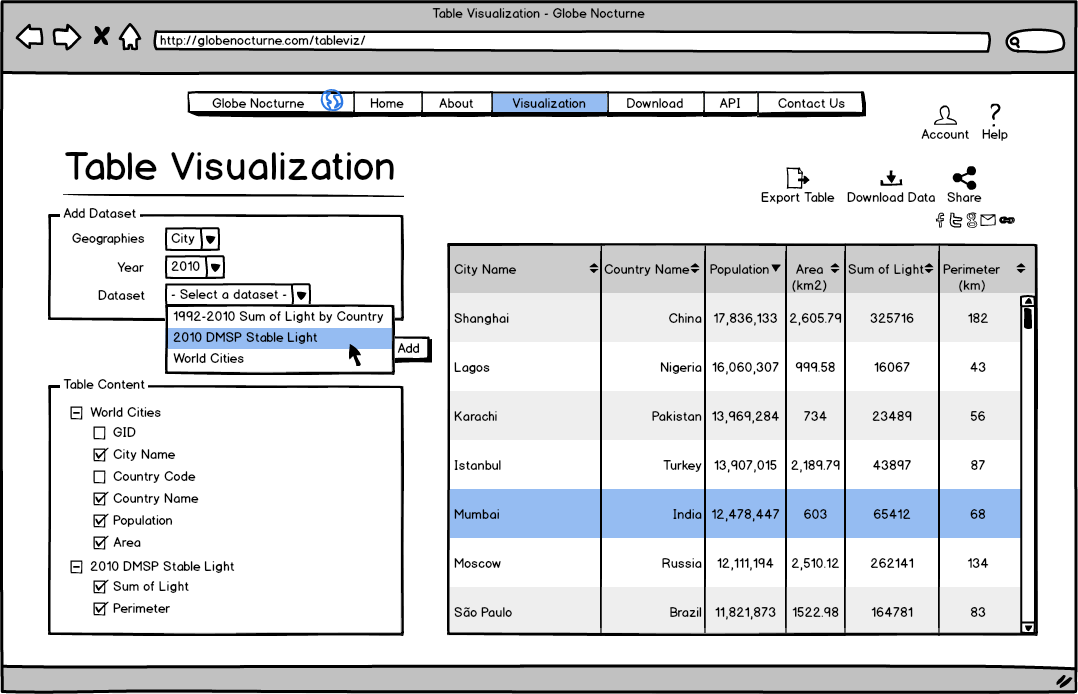 Table Visualization - Globe Nocturne
http://globenocturne.com/tableviz/
Globe Nocturne Home About Visualization Download API Contact Us
Account Help
Table Visualization
Export Table Download Data Share
Add Dataset
Geographies City
Year 2010
Dataset - Select a dataset -
1992-2010 Sum of Light by Country
2010 DMSP Stable Light
World Cities
Add
Table Content
World Cities
GID
City Name
Country Code
Country Name
Population
Area
2010 DMSP Stable Light
Sum of Light
Perimeter
City Name Country Name Population Area (km2) Sum of Light Perimeter (km)
Shanghai China 17,836,133 2,605.79 325716 182
Lagos Nigeria 16,060,307 999.58 16067 43
Karachi Pakistan 13,969,284 734 23489 56
Istanbul Turkey 13,907,015 2,189.79 43897 87
Mumbai India 12,478,447 603 65412 68
Moscow Russia 12,111,194 2,510.12 262141 134
São Paulo Brazil 11,821,873 1522.98 164781 83